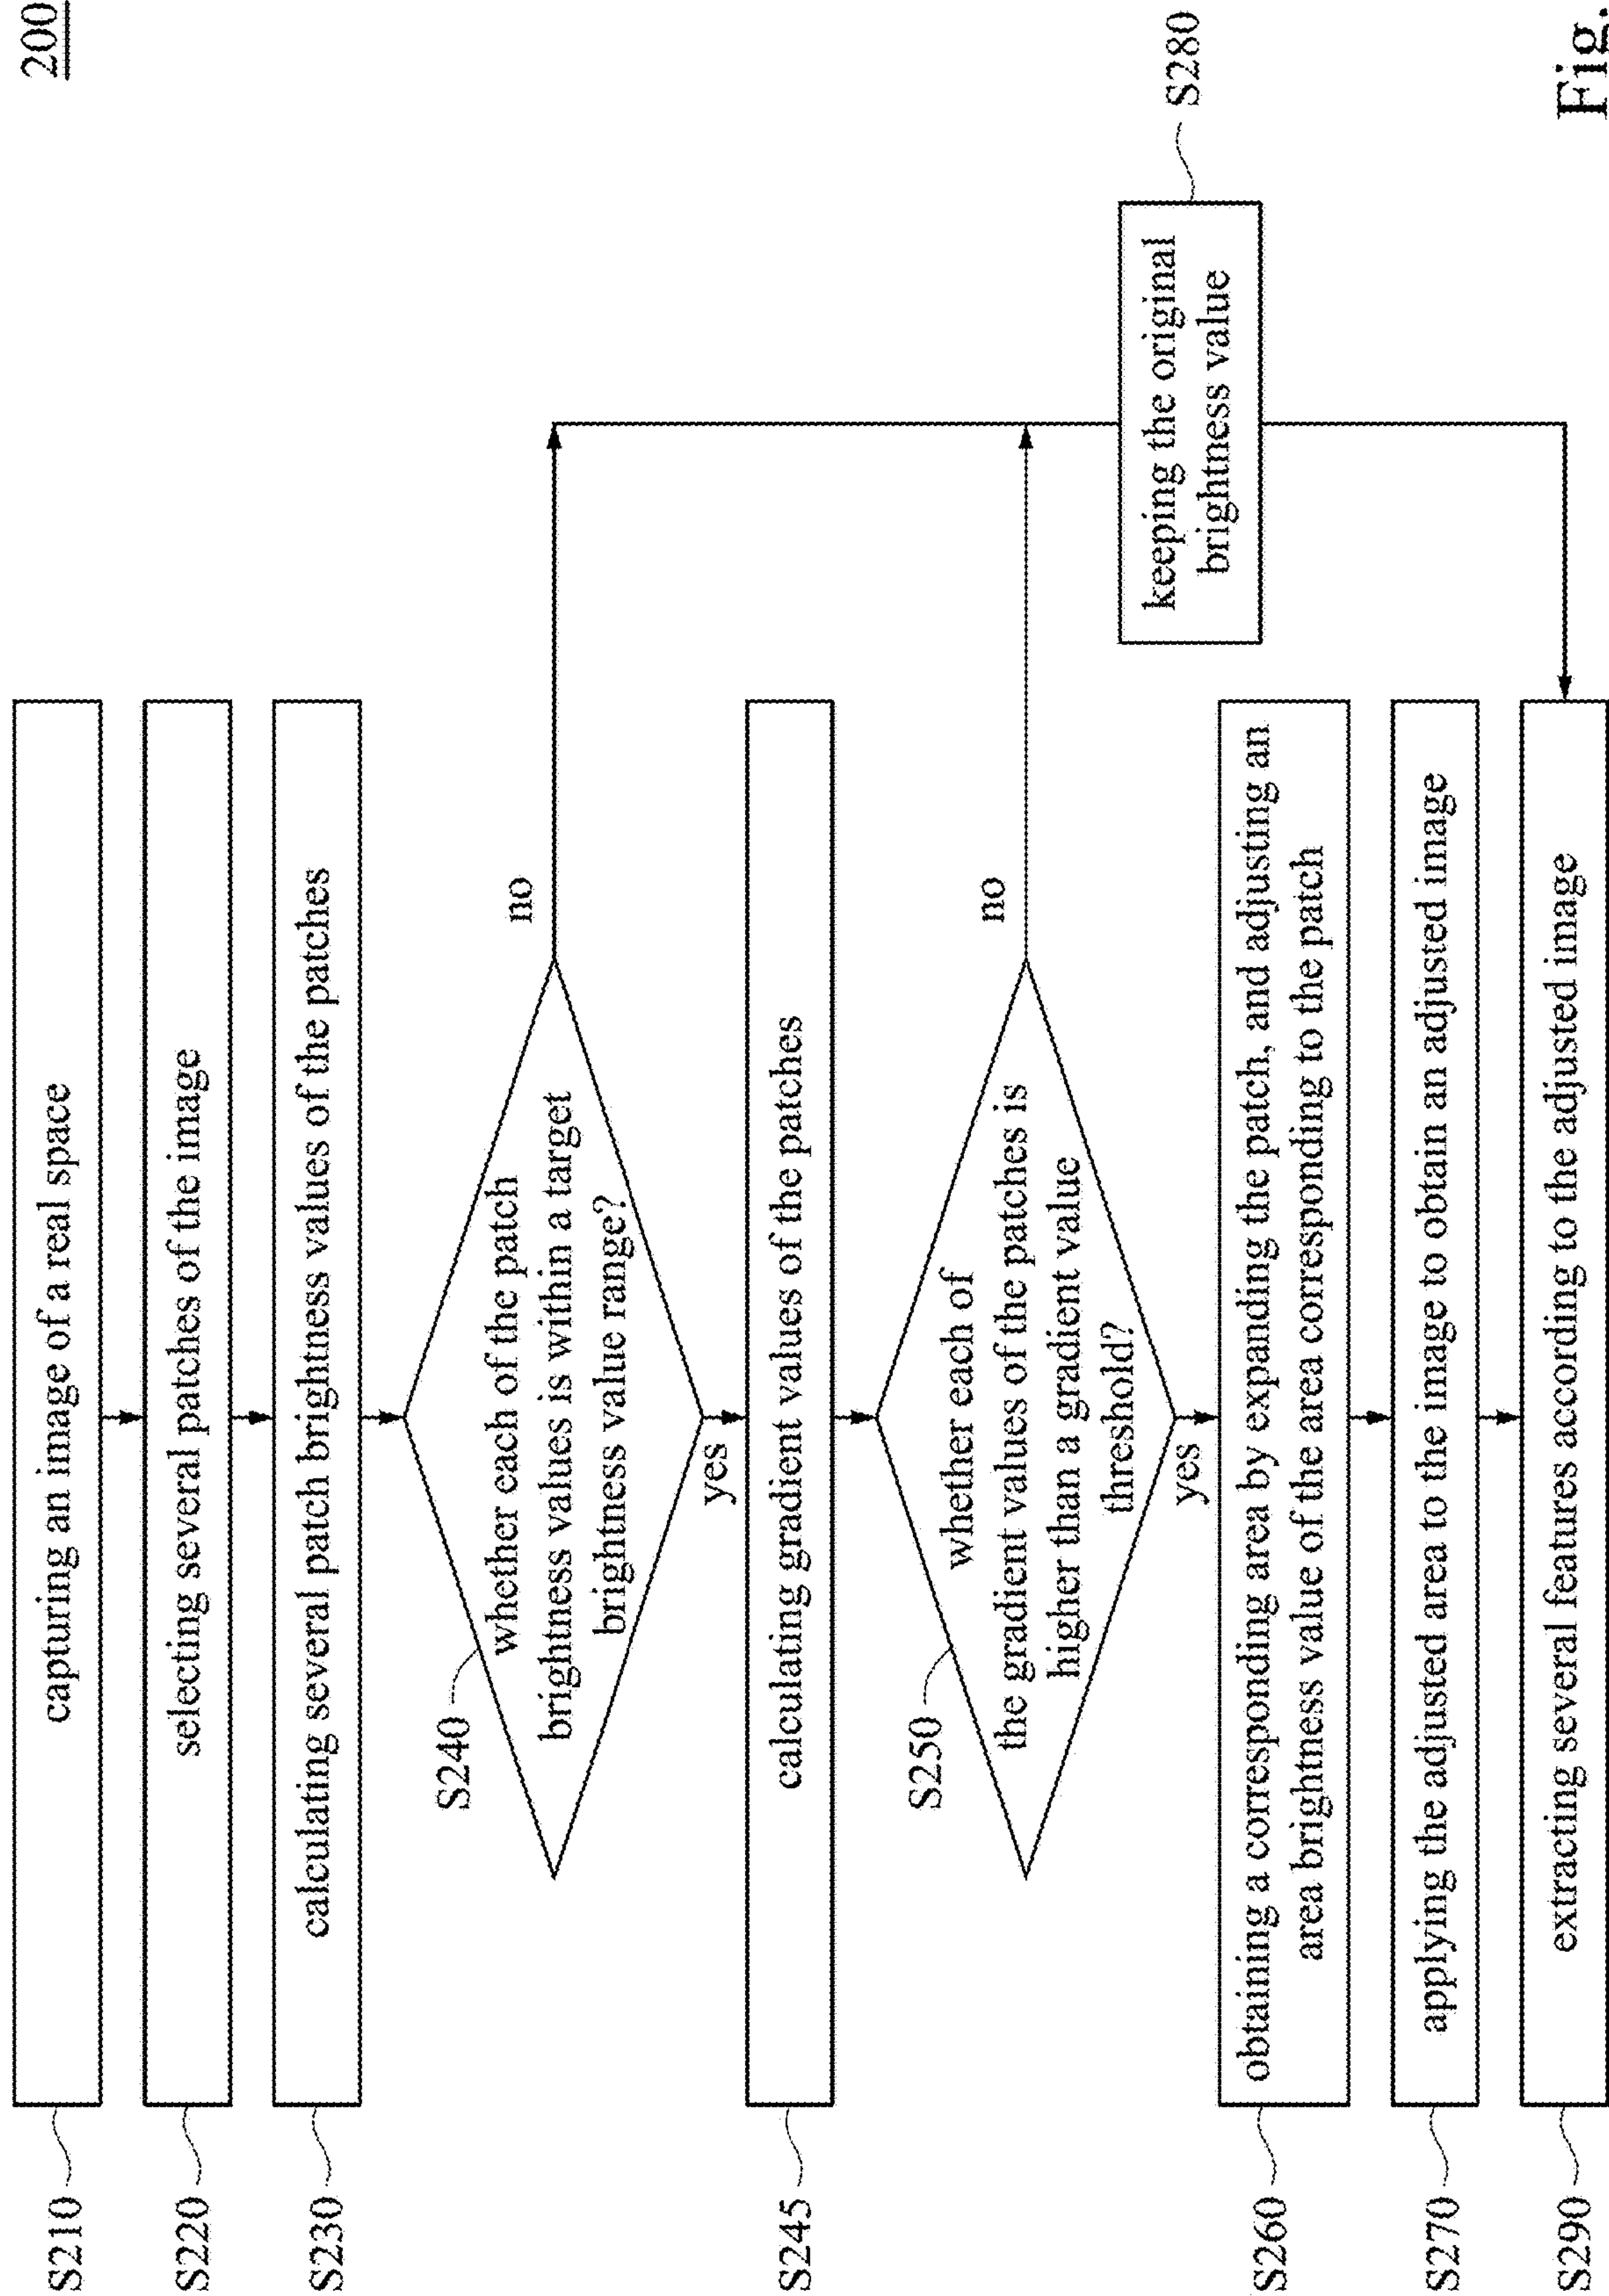 200
S210
capturing an image of a real space
S220
selecting several patches of the image
S230
calculating several patch brightness values of the patches
S240
whether each of the patch
brightness values is within a target
brightness value range?
no
yes
S245
calculating gradient values of the patches
S250
whether each of
the gradient values of the patches is
higher than a gradient value
threshold?
no
yes
keeping the original
brightness value
S280
S260
obtaining a corresponding area by expanding the patch, and adjusting an
area brightness value of the area corresponding to the patch
S270
applying the adjusted area to the image to obtain an adjusted image
S290
extracting several features according to the adjusted image
Fig.